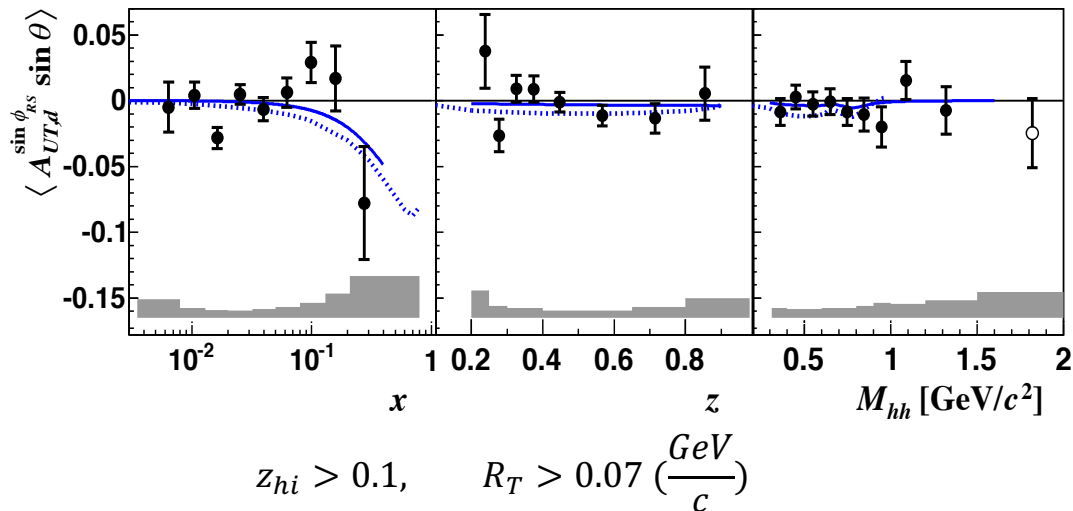 ⟨ A_{UT,d}^{sin ϕ_{RS}} sin θ ⟩
0.05
0
-0.05
-0.1
-0.15
10^{-2} 10^{-1} 1 0.2 0.4 0.6 0.8 0.5 1 1.5 2
x z M_{hh} [GeV/c^2]
z_{hi} > 0.1, R_T > 0.07 (GeV/c)